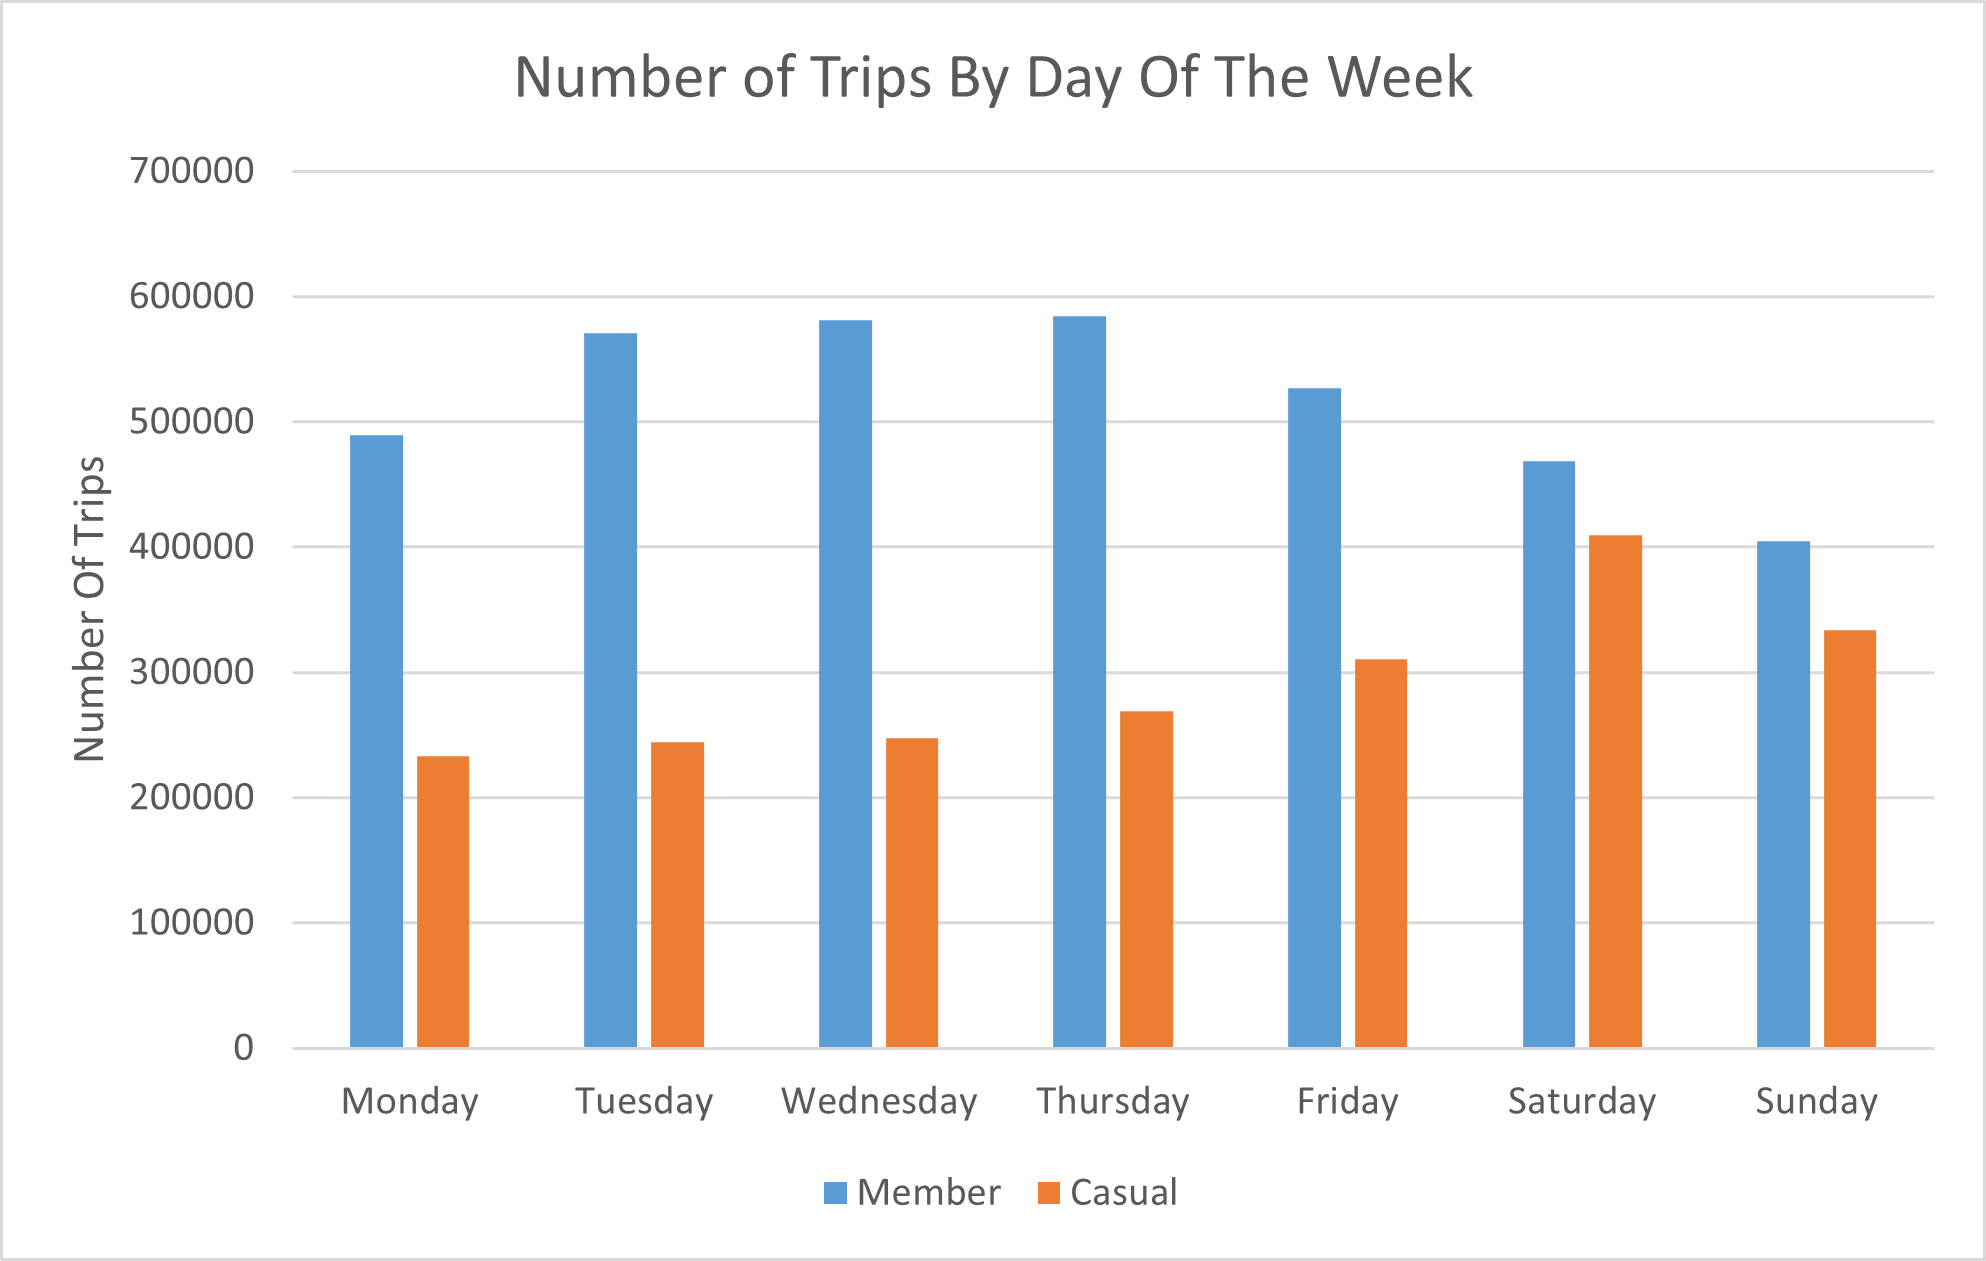 Number of Trips By Day Of The Week
700000
600000
500000
400000
300000
200000
100000
0
Number Of Trips
Monday Tuesday Wednesday Thursday Friday Saturday Sunday
Member Casual